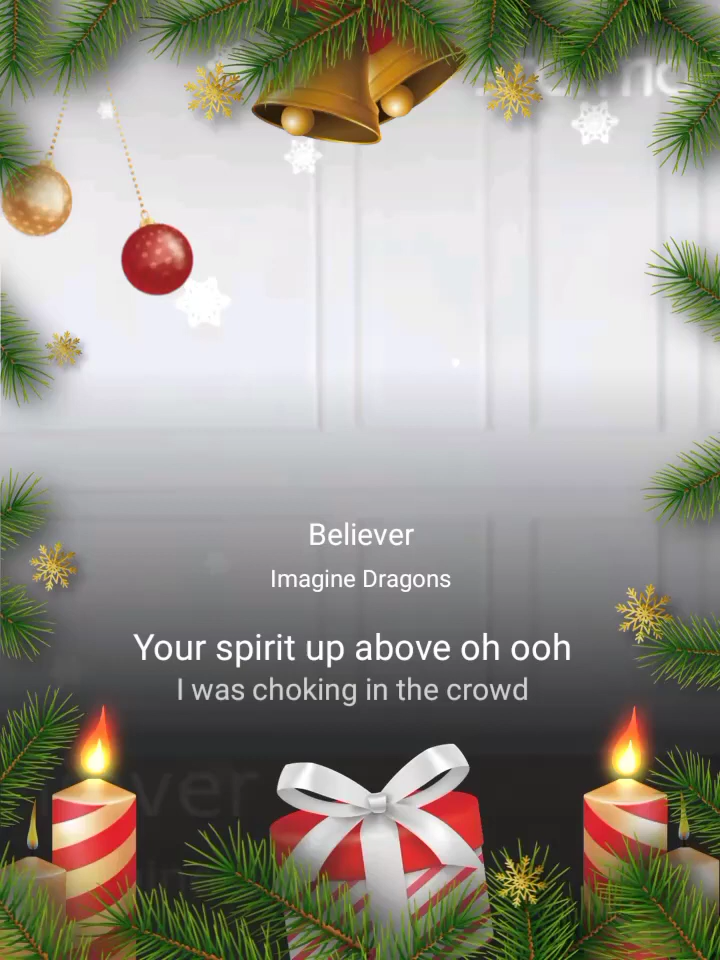 Believer
Imagine Dragons
Your spirit up above oh ooh
I was choking in the crowd